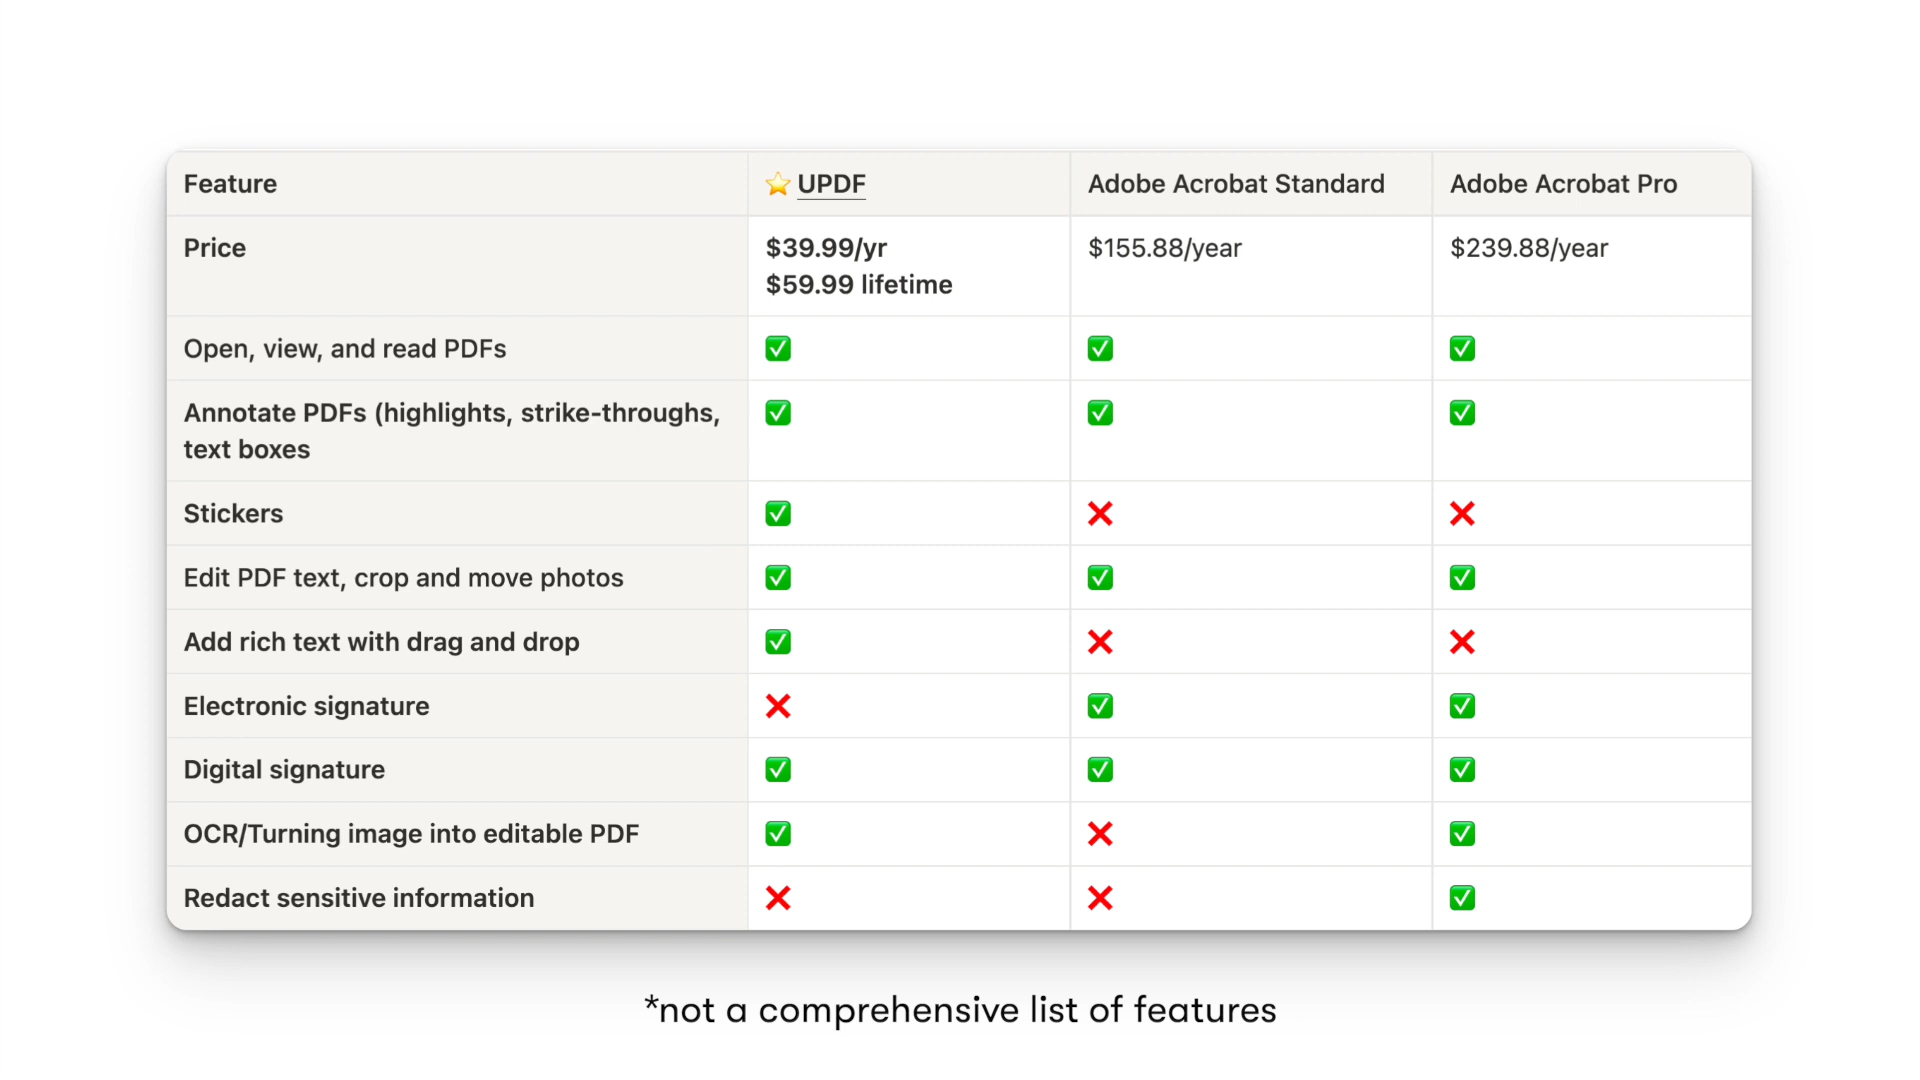 Feature ⭐ UPDF Adobe Acrobat Standard Adobe Acrobat Pro
Price $39.99/yr $155.88/year $239.88/year
$59.99 lifetime
Open, view, and read PDFs ✅ ✅ ✅
Annotate PDFs (highlights, strike-throughs, ✅ ✅ ✅
text boxes
Stickers ✅ ❌ ❌
Edit PDF text, crop and move photos ✅ ✅ ✅
Add rich text with drag and drop ✅ ❌ ❌
Electronic signature ❌ ✅ ✅
Digital signature ✅ ✅ ✅
OCR/Turning image into editable PDF ✅ ❌ ✅
Redact sensitive information ❌ ❌ ✅
*not a comprehensive list of features